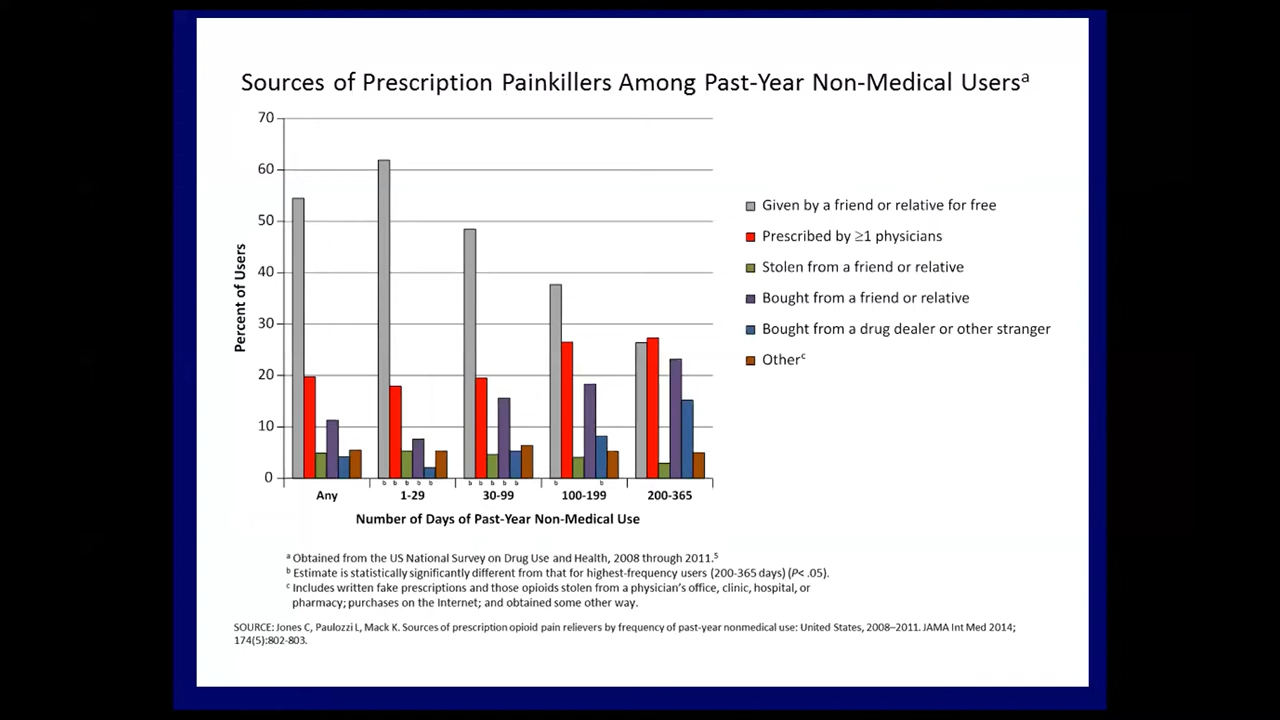 Sources of Prescription Painkillers Among Past-Year Non-Medical Usersᵃ
70
60
50
40
30
20
10
0
Percent of Users
Given by a friend or relative for free
Prescribed by ≥1 physicians
Stolen from a friend or relative
Bought from a friend or relative
Bought from a drug dealer or other stranger
Otherᶜ
b b b b b b b b b b b b
Any 1-29 30-99 100-199 200-365
Number of Days of Past-Year Non-Medical Use
ᵃ Obtained from the US National Survey on Drug Use and Health, 2008 through 2011.⁵
ᵇ Estimate is statistically significantly different from that for highest-frequency users (200-365 days) (P< .05).
ᶜ Includes written fake prescriptions and those opioids stolen from a physician's office, clinic, hospital, or
pharmacy; purchases on the Internet; and obtained some other way.
SOURCE: Jones C, Paulozzi L, Mack K. Sources of prescription opioid pain relievers by frequency of past-year nonmedical use: United States, 2008–2011. JAMA Int Med 2014;
174(5):802-803.